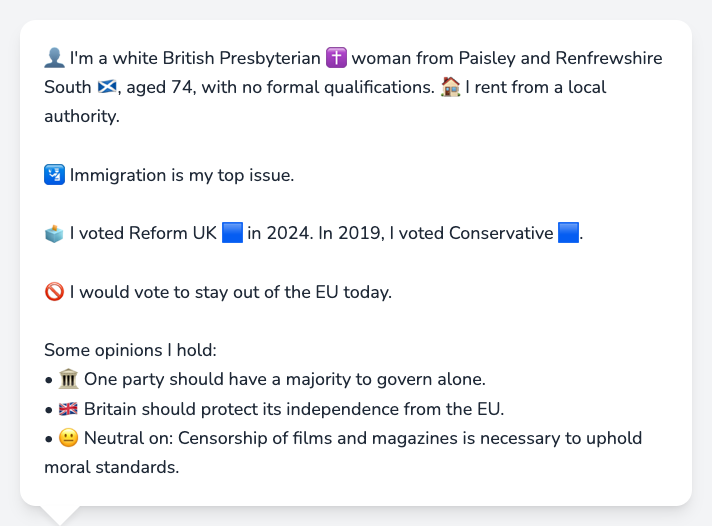 👤 I'm a white British Presbyterian ✝️ woman from Paisley and Renfrewshire
South 🏴󠁧󠁢󠁳󠁣󠁴󠁿, aged 74, with no formal qualifications. 🏠 I rent from a local
authority.
🛂 Immigration is my top issue.
🗳️ I voted Reform UK 🟦 in 2024. In 2019, I voted Conservative 🟦.
🚫 I would vote to stay out of the EU today.
Some opinions I hold:
• 🏛️ One party should have a majority to govern alone.
• 🇬🇧 Britain should protect its independence from the EU.
• 😐 Neutral on: Censorship of films and magazines is necessary to uphold
moral standards.